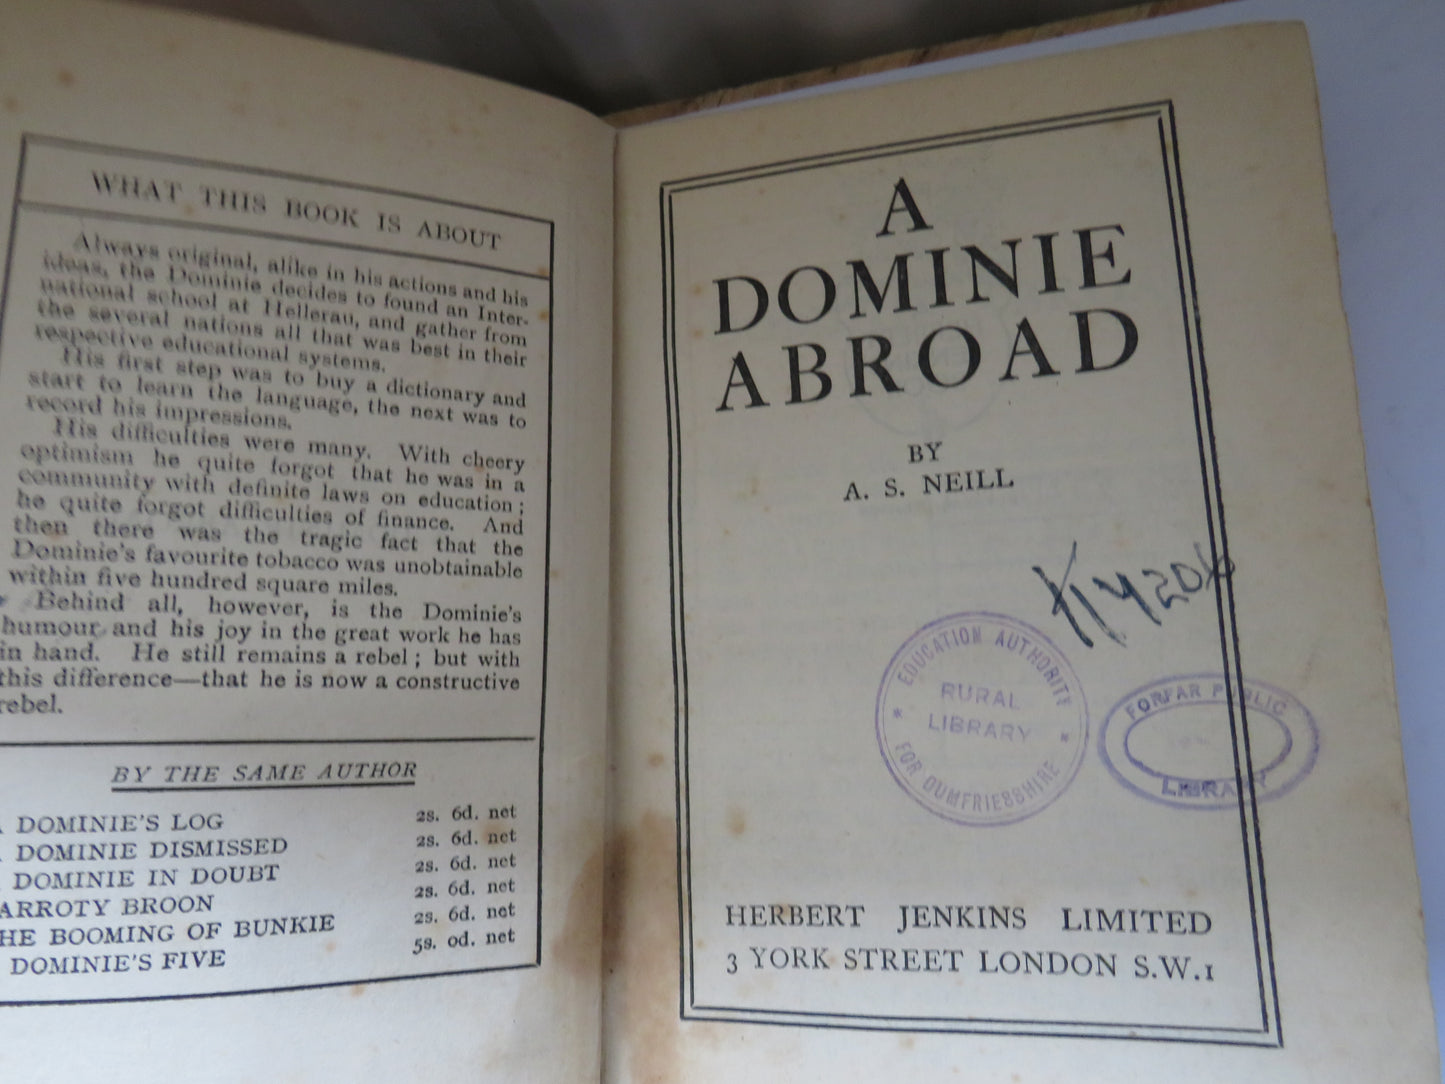 WHAT THIS BOOK IS ABOUT
Always original, alike in his actions and his
ideas, the Dominie decides to found an Inter-
national school at Hellerau, and gather from
the several nations all that was best in their
respective educational systems.
His first step was to buy a dictionary and
start to learn the language, the next was to
record his impressions.
His difficulties were many. With cheery
optimism he quite forgot that he was in a
community with definite laws on education;
he quite forgot difficulties of finance. And
then there was the tragic fact that the
Dominie's favourite tobacco was unobtainable
within five hundred square miles.
Behind all, however, is the Dominie's
humour and his joy in the great work he has
in hand. He still remains a rebel; but with
this difference—that he is now a constructive
rebel.
BY THE SAME AUTHOR
DOMINIE'S LOG 2s. 6d. net
DOMINIE DISMISSED 2s. 6d. net
DOMINIE IN DOUBT 2s. 6d. net
ARROTY BROON 2s. 6d. net
HE BOOMING OF BUNKIE 2s. 6d. net
DOMINIE'S FIVE 5s. od. net
A
DOMINIE
ABROAD
BY
A. S. NEILL
EDUCATION AUTHORITY
RURAL
LIBRARY
* FOR DUMFRIESSHIRE *
FORFAR PUBLIC
LIBRARY
HERBERT JENKINS LIMITED
3 YORK STREET LONDON S.W.1